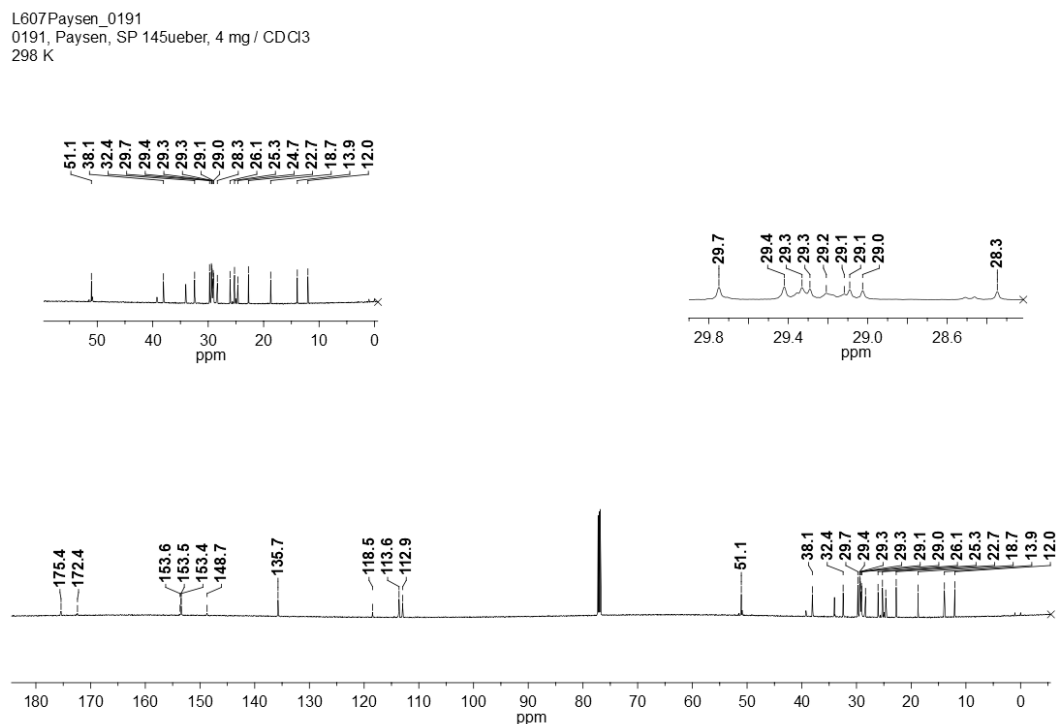 L607Paysen_0191
0191, Paysen, SP 145ueber, 4 mg / CDCl3
298 K
51.1 38.1 32.4 29.7 29.4 29.3 29.3 29.1 29.0 28.3 26.1 25.3 24.7 22.7 18.7 13.9 12.0
50 40 30 20 10 0
ppm
29.7 29.4 29.3 29.3 29.2 29.1 29.1 29.0 28.3
29.8 29.4 29.0 28.6
ppm
175.4 172.4 153.6 153.5 153.4 148.7 135.7 118.5 113.6 112.9 51.1 38.1 32.4 29.7 29.4 29.3 29.3 29.1 29.0 26.1 25.3 22.7 18.7 13.9 12.0
180 170 160 150 140 130 120 110 100 90 80 70 60 50 40 30 20 10 0
ppm